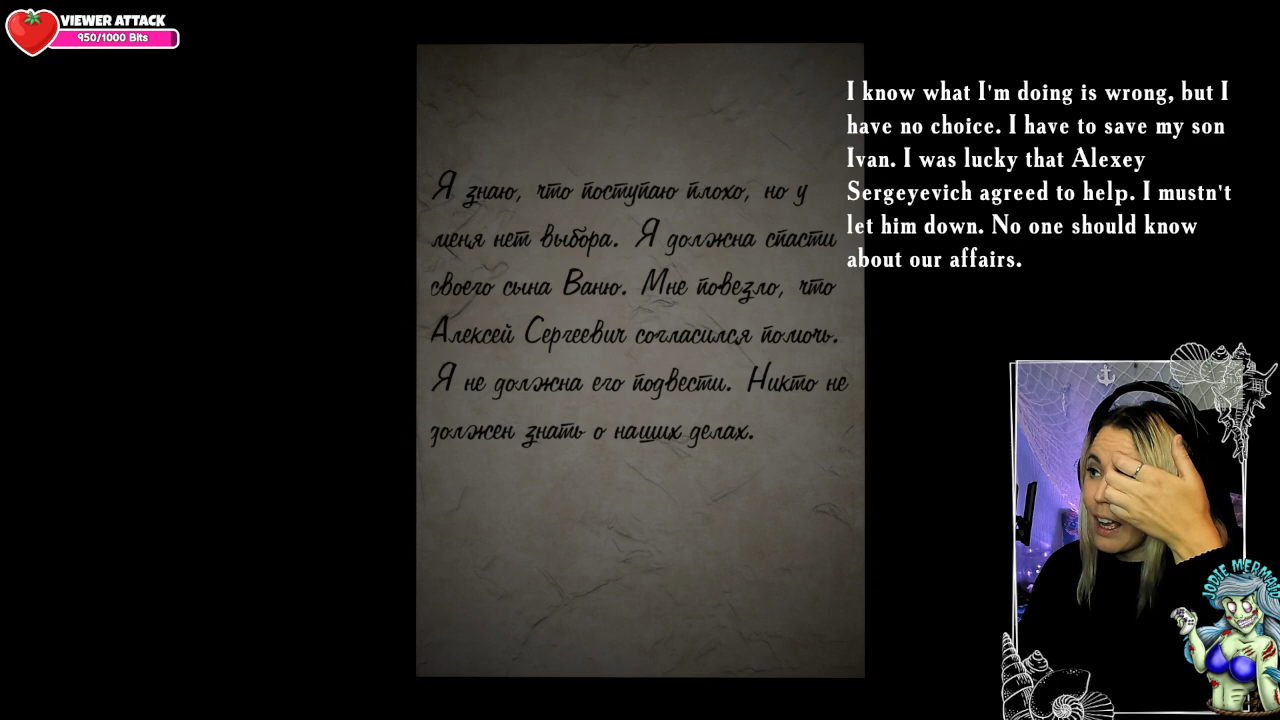 VIEWER ATTACK
950/1000 Bits
Я знаю, что поступаю плохо, но у
меня нет выбора. Я должна спасти
своего сына Ваню. Мне повезло, что
Алексей Сергеевич согласился помочь.
Я не должна его подвести. Никто не
должен знать о наших делах.
I know what I'm doing is wrong, but I
have no choice. I have to save my son
Ivan. I was lucky that Alexey
Sergeyevich agreed to help. I mustn't
let him down. No one should know
about our affairs.
JODIE MERMAID